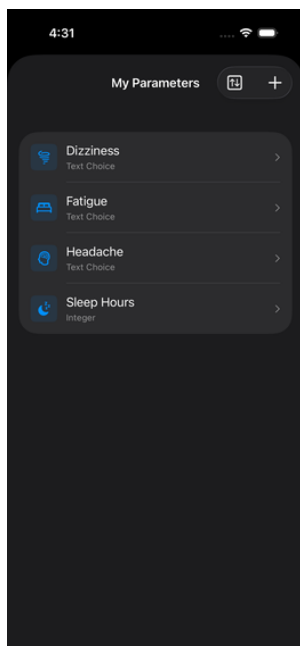 4:31
My Parameters
Dizziness
Text Choice
Fatigue
Text Choice
Headache
Text Choice
Sleep Hours
Integer